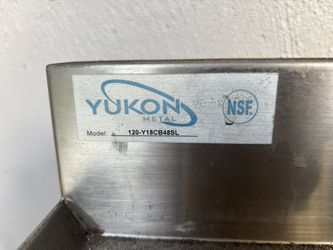 YUKON
METAL
NSF.
Model: 120-Y18CB48SL